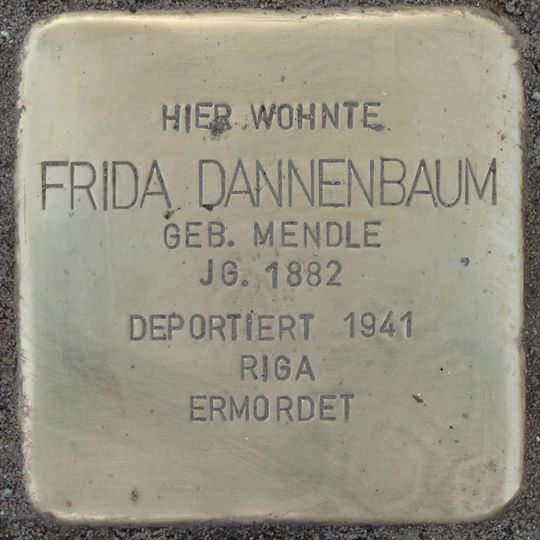 HIER WOHNTE
FRIDA DANNENBAUM
GEB. MENDLE
JG. 1882
DEPORTIERT 1941
RIGA
ERMORDET